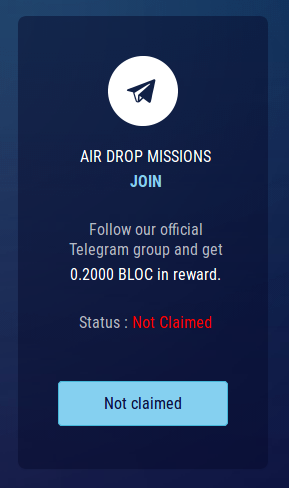 AIR DROP MISSIONS
JOIN
Follow our official
Telegram group and get
0.2000 BLOC in reward.
Status : Not Claimed
Not claimed